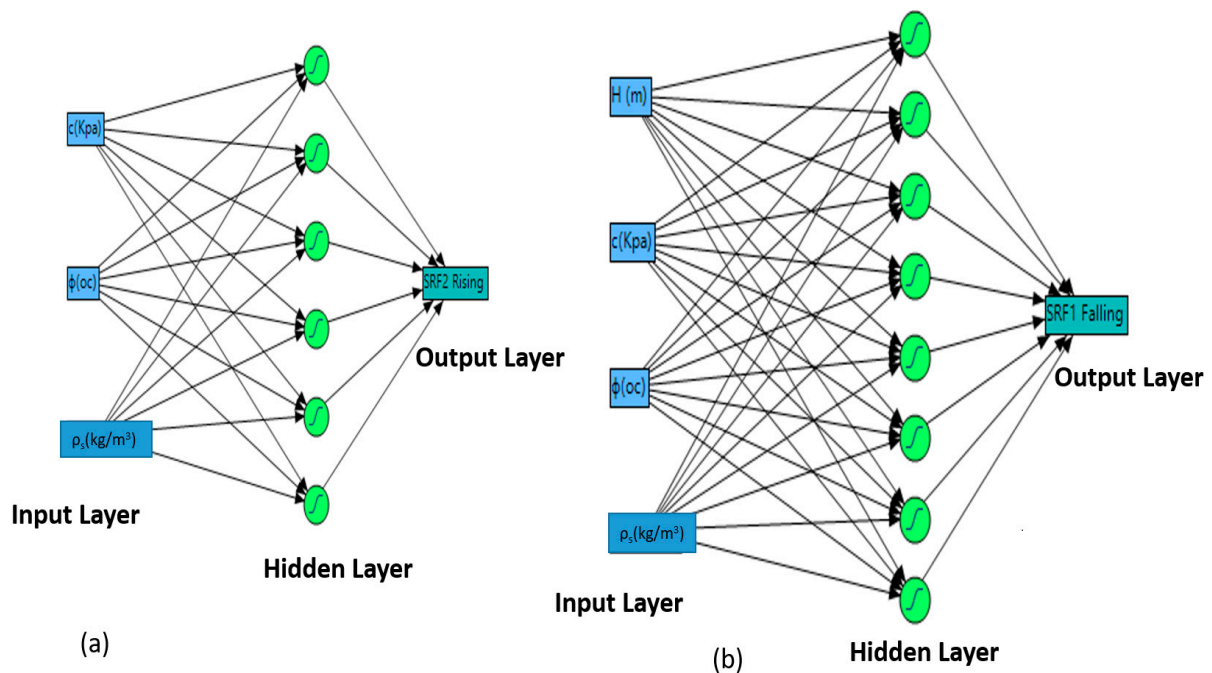 c(Kpa)
ϕ(oc)
ρₛ(kg/m³)
SRF2 Rising
Output Layer
Input Layer
Hidden Layer
(a)
H (m)
c(Kpa)
ϕ(oc)
ρₛ(kg/m³)
SRF1 Falling
Output Layer
Input Layer
Hidden Layer
(b)